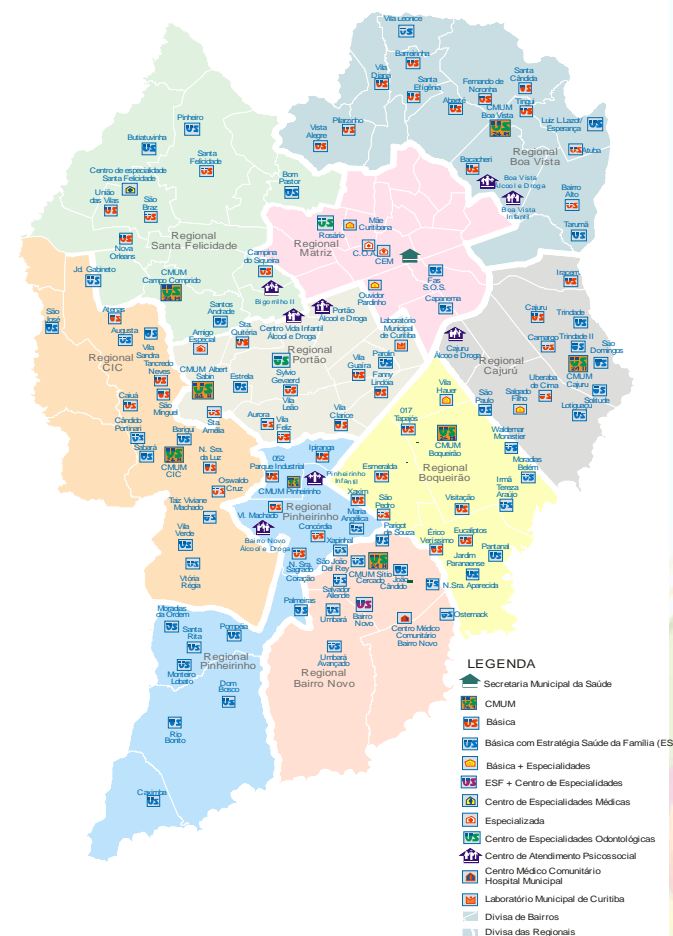 Vila Leonice
Barreirinha
Vila
Diana
Santa
Efigênia
Fernando de
Noronha
Santa
Cândida
Abaeté
CMUM
Boa Vista
Tingui
Luiz L.Lazof/
Esperança
Pilarzinho
Vista
Alegre
Regional
Boa Vista
Atuba
Bacacheri
Boa Vista
Álcool e Droga
Boa Vista
Infantil
Bairro
Alto
Tarumã
Pinheiro
Butiatuvinha
Santa
Felicidade
Centro de especialidade
Santa Felicidade
União
das Vilas
São
Braz
Bom
Pastor
Nova
Orleans
Regional
Santa Felicidade
Regional
Matriz
Rosário
Mãe
Curitibana
C.O.A.
CEM
Campina
do Siqueira
Fas
S.O.S.
Ouvidor
Pardinho
Capanema
Jd. Gabineto
CMUM
Campo Comprido
Bigorrilho II
Portão
Álcool e Droga
Centro Vida Infantil
Álcool e Droga
Santos
Andrade
Sta.
Quitéria
Amigo
Especial
Laboratório
Municipal
de Curitiba
Cajuru
Álcool e Droga
Iracema
Cajuru
Trindade
Camargo
Trindade II
São
Domingos
CMUM
Cajuru
Regional
Cajurú
Uberaba
de Cima
Solitude
São
Paulo
Salgado
Filho
Lotiguaçu
São
José
Atenas
Augusta
Vila
Sandra
Regional
CIC
Tancredo
Neves
Caiuá
São
Miguel
Cândido
Portinari
Barigui
Sabará
CMUM
CIC
N. Sra.
da Luz
Oswaldo
Cruz
Taiz Viviane
Machado
Vila
Verde
Vitória
Régia
CMUM Albert
Sabin
Estrela
Sta.
Amélia
Regional
Portão
Sylvio
Gevaerd
Vila
Leão
Vila
Guaíra
Parolin
Fanny
Lindóia
Aurora
Vila
Feliz
Vila
Clarice
Vila
Hauer
017
Tapajós
CMUM
Boqueirão
Regional
Boqueirão
Waldemar
Monastier
Moradias
Belém
Irmã
Tereza
Araújo
Esmeralda
Visitação
São
Pedro
Érico
Veríssimo
Eucaliptos
Jardim
Paranaense
Pantanal
N.Sra. Aparecida
Ipiranga
052
Parque Industrial
CMUM Pinheirinho
Pinheirinho
Infantil
Regional
Pinheirinho
Vl. Machado
Bairro Novo
Álcool e Droga
Concórdia
Xaxim
Maria
Angélica
Xapinhal
Parigot
de Souza
N. Sra.
Sagrado
Coração
São João
Del Rey
CMUM Sítio
Cercado
João
Cândido
Salvador
Allende
Palmeiras
Umbará
Bairro
Novo
Centro Médico
Comunitário
Bairro Novo
Osternack
Umbará
Avançado
Regional
Bairro Novo
Moradias
da Ordem
Santa
Rita
Pompéia
Regional
Pinheirinho
Monteiro
Lobato
Dom
Bosco
Rio
Bonito
Caximba
LEGENDA
Secretaria Municipal da Saúde
CMUM
Básica
Básica com Estratégia Saúde da Família (ES
Básica + Especialidades
ESF + Centro de Especialidades
Centro de Especialidades Médicas
Especializada
Centro de Especialidades Odontológicas
Centro de Atendimento Psicossocial
Centro Médico Comunitário
Hospital Municipal
Laboratório Municipal de Curitiba
Divisa de Bairros
Divisa das Regionais